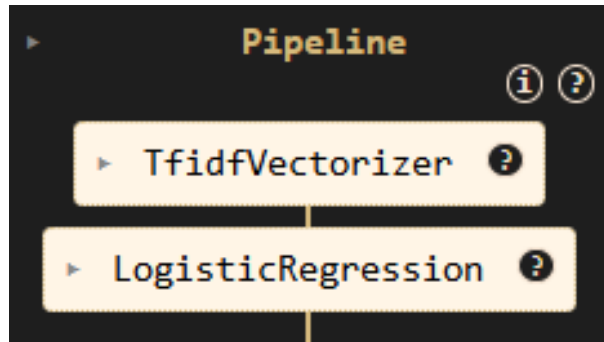 Pipeline
i ?
TfidfVectorizer ?
LogisticRegression ?